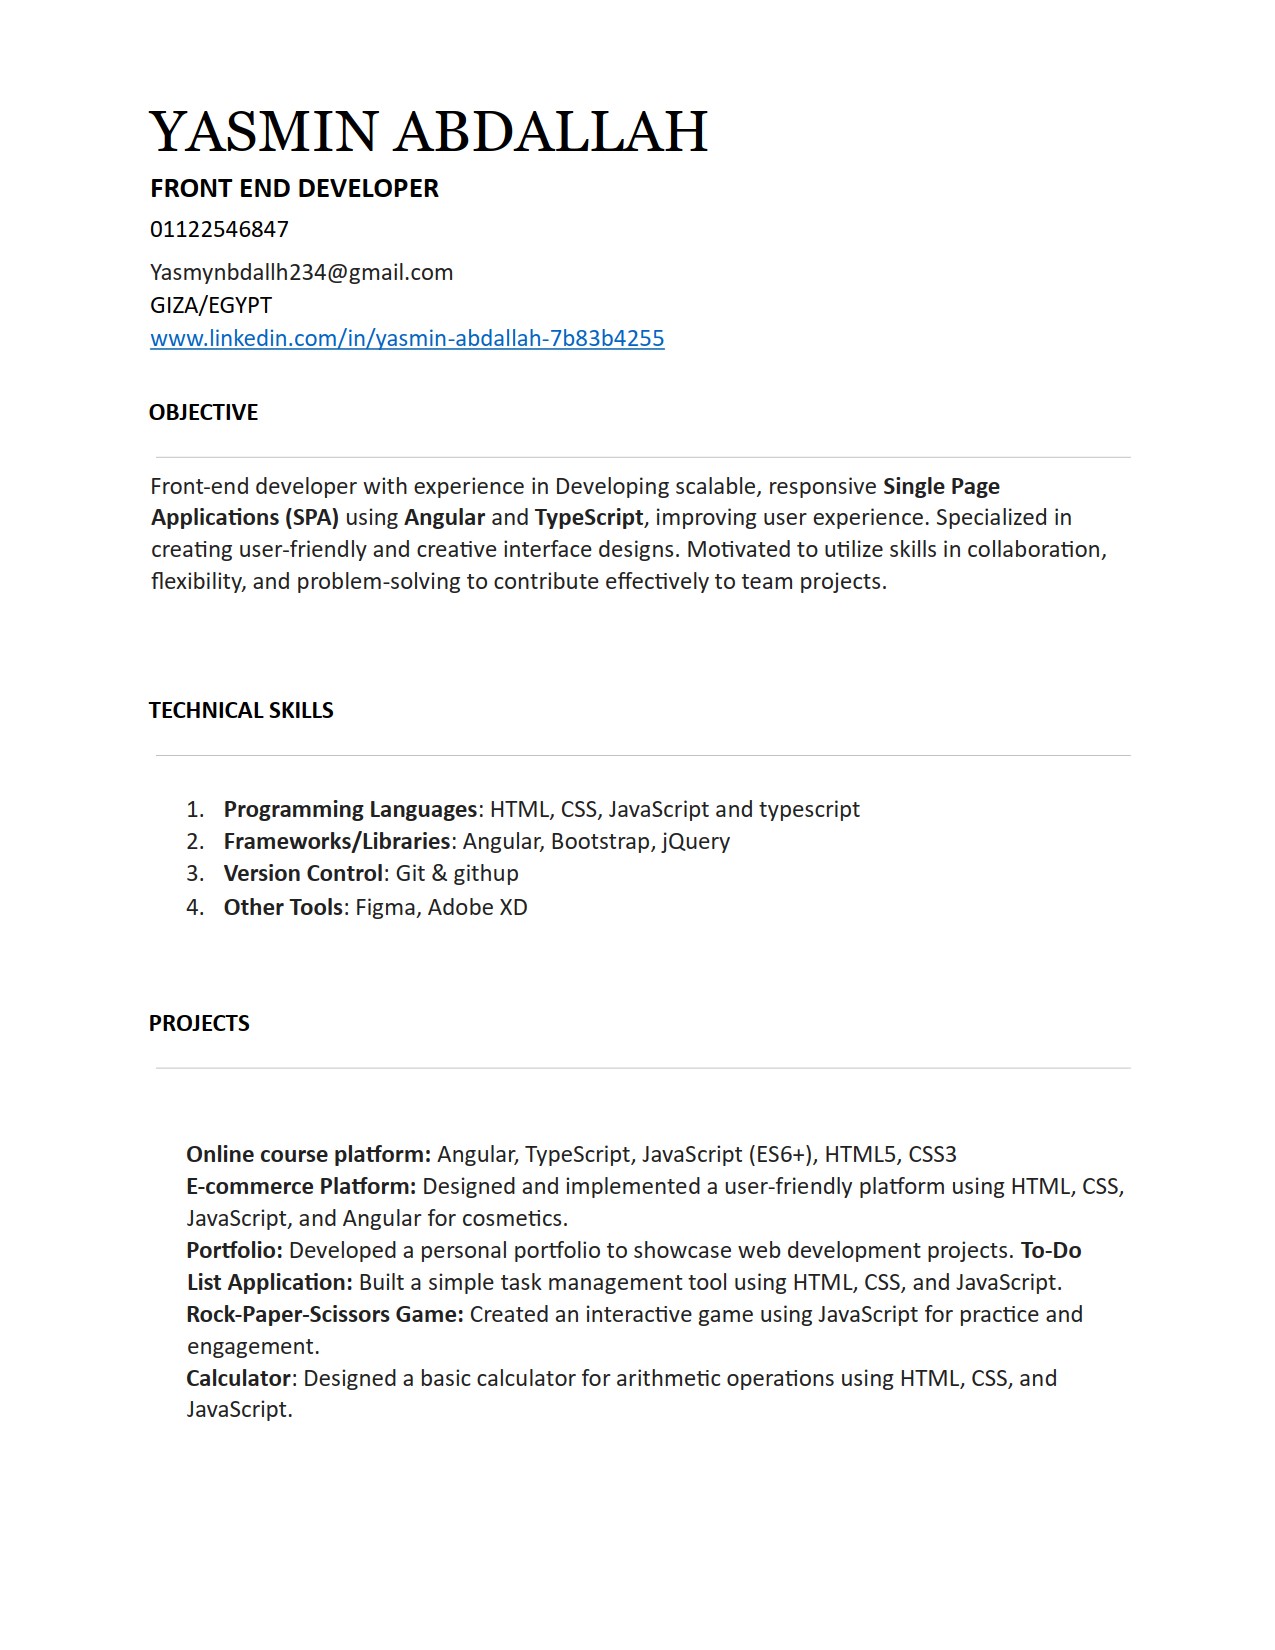 YASMIN ABDALLAH
FRONT END DEVELOPER
01122546847
Yasmynbdallh234@gmail.com
GIZA/EGYPT
www.linkedin.com/in/yasmin-abdallah-7b83b4255
OBJECTIVE
Front-end developer with experience in Developing scalable, responsive Single Page
Applications (SPA) using Angular and TypeScript, improving user experience. Specialized in
creating user-friendly and creative interface designs. Motivated to utilize skills in collaboration,
flexibility, and problem-solving to contribute effectively to team projects.
TECHNICAL SKILLS
1. Programming Languages: HTML, CSS, JavaScript and typescript
2. Frameworks/Libraries: Angular, Bootstrap, jQuery
3. Version Control: Git & githup
4. Other Tools: Figma, Adobe XD
PROJECTS
Online course platform: Angular, TypeScript, JavaScript (ES6+), HTML5, CSS3
E-commerce Platform: Designed and implemented a user-friendly platform using HTML, CSS,
JavaScript, and Angular for cosmetics.
Portfolio: Developed a personal portfolio to showcase web development projects. To-Do
List Application: Built a simple task management tool using HTML, CSS, and JavaScript.
Rock-Paper-Scissors Game: Created an interactive game using JavaScript for practice and
engagement.
Calculator: Designed a basic calculator for arithmetic operations using HTML, CSS, and
JavaScript.